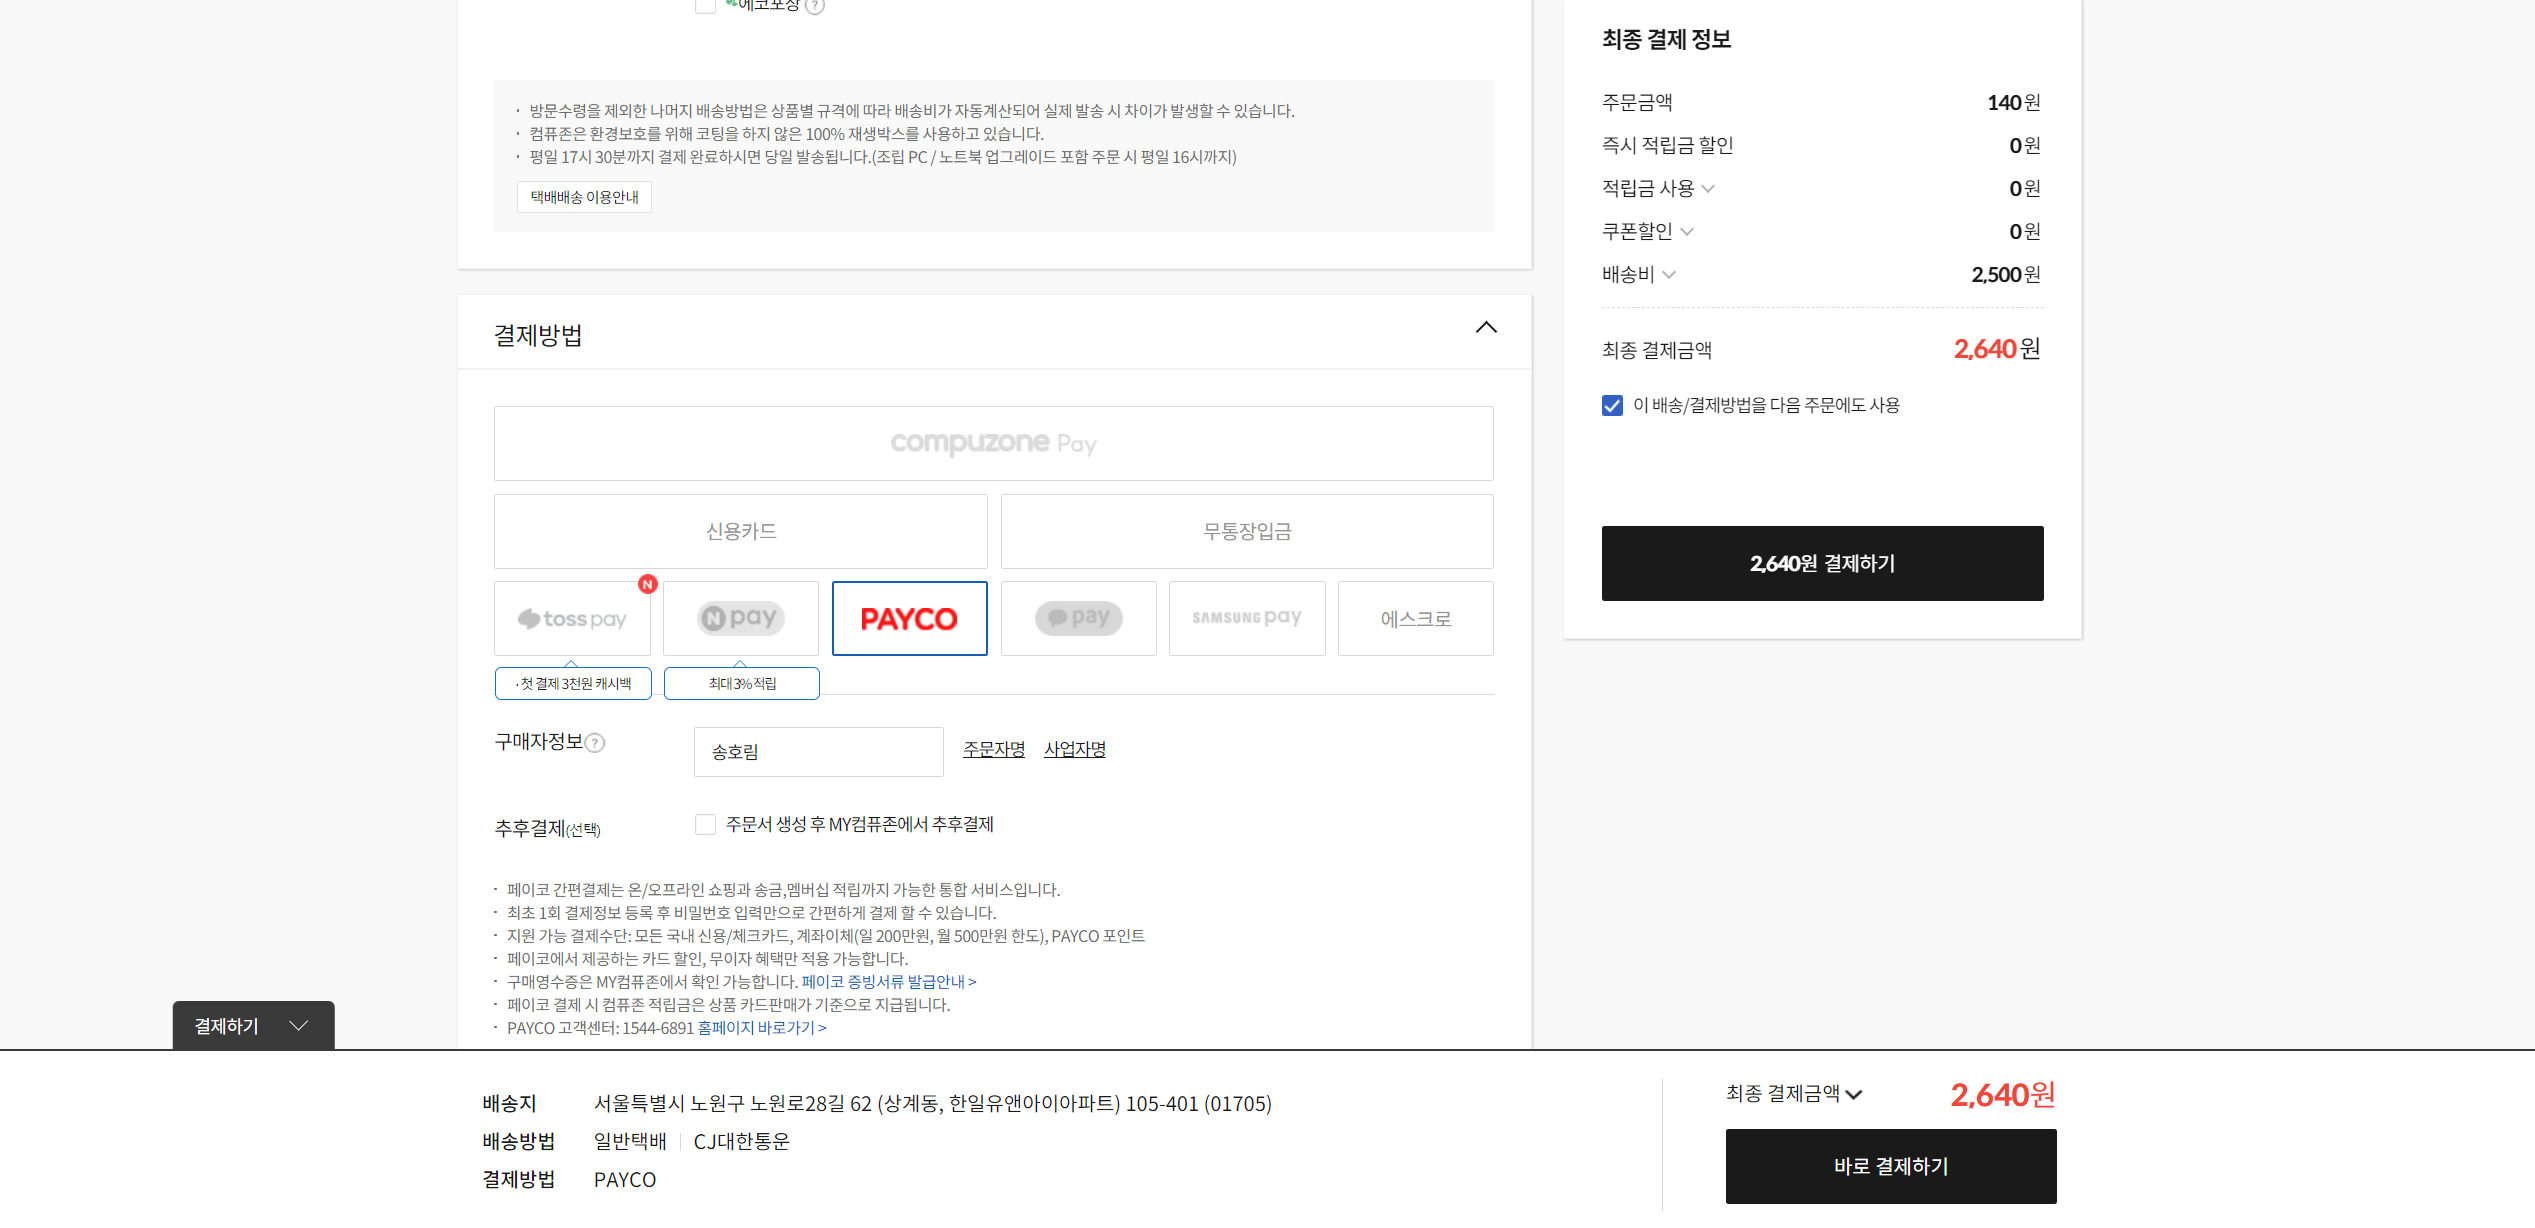 에코포장 ?
· 방문수령을 제외한 나머지 배송방법은 상품별 규격에 따라 배송비가 자동계산되어 실제 발송 시 차이가 발생할 수 있습니다.
· 컴퓨존은 환경보호를 위해 코팅을 하지 않은 100% 재생박스를 사용하고 있습니다.
· 평일 17시 30분까지 결제 완료하시면 당일 발송됩니다.(조립 PC / 노트북 업그레이드 포함 주문 시 평일 16시까지)
택배배송 이용안내
결제방법
compuzone Pay
신용카드 무통장입금
N
toss pay N pay PAYCO pay SAMSUNG pay 에스크로
· 첫 결제 3천원 캐시백 최대 3% 적립
구매자정보 ? 송호림 주문자명 사업자명
추후결제(선택) 주문서 생성 후 MY컴퓨존에서 추후결제
· 페이코 간편결제는 온/오프라인 쇼핑과 송금,멤버십 적립까지 가능한 통합 서비스입니다.
· 최초 1회 결제정보 등록 후 비밀번호 입력만으로 간편하게 결제 할 수 있습니다.
· 지원 가능 결제수단: 모든 국내 신용/체크카드, 계좌이체(일 200만원, 월 500만원 한도), PAYCO 포인트
· 페이코에서 제공하는 카드 할인, 무이자 혜택만 적용 가능합니다.
· 구매영수증은 MY컴퓨존에서 확인 가능합니다. 페이코 증빙서류 발급안내 >
· 페이코 결제 시 컴퓨존 적립금은 상품 카드판매가 기준으로 지급됩니다.
· PAYCO 고객센터: 1544-6891 홈페이지 바로가기 >
최종 결제 정보
주문금액 140원
즉시 적립금 할인 0원
적립금 사용 0원
쿠폰할인 0원
배송비 2,500원
최종 결제금액 2,640원
이 배송/결제방법을 다음 주문에도 사용
2,640원 결제하기
결제하기
배송지 서울특별시 노원구 노원로28길 62 (상계동, 한일유앤아이아파트) 105-401 (01705)
배송방법 일반택배 CJ대한통운
결제방법 PAYCO
최종 결제금액 2,640원
바로 결제하기